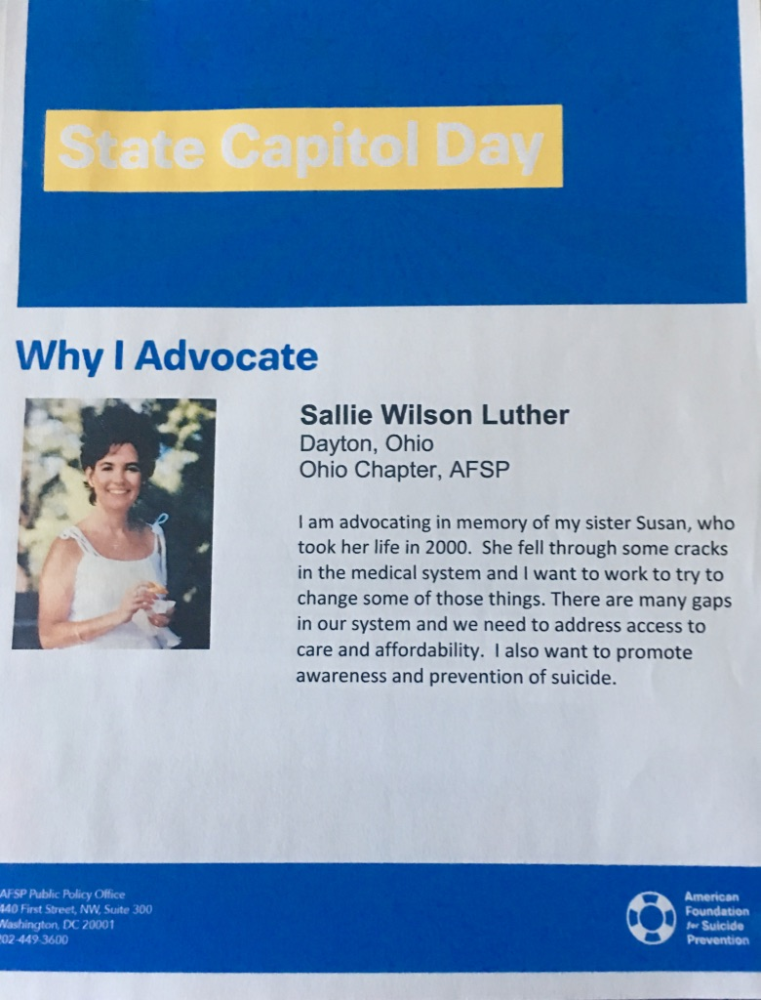 State Capitol Day
Why I Advocate
Sallie Wilson Luther
Dayton, Ohio
Ohio Chapter, AFSP
I am advocating in memory of my sister Susan, who
took her life in 2000. She fell through some cracks
in the medical system and I want to work to try to
change some of those things. There are many gaps
in our system and we need to address access to
care and affordability. I also want to promote
awareness and prevention of suicide.
AFSP Public Policy Office
440 First Street, NW, Suite 300
Washington, DC 20001
202-449-3600
American
Foundation
for Suicide
Prevention